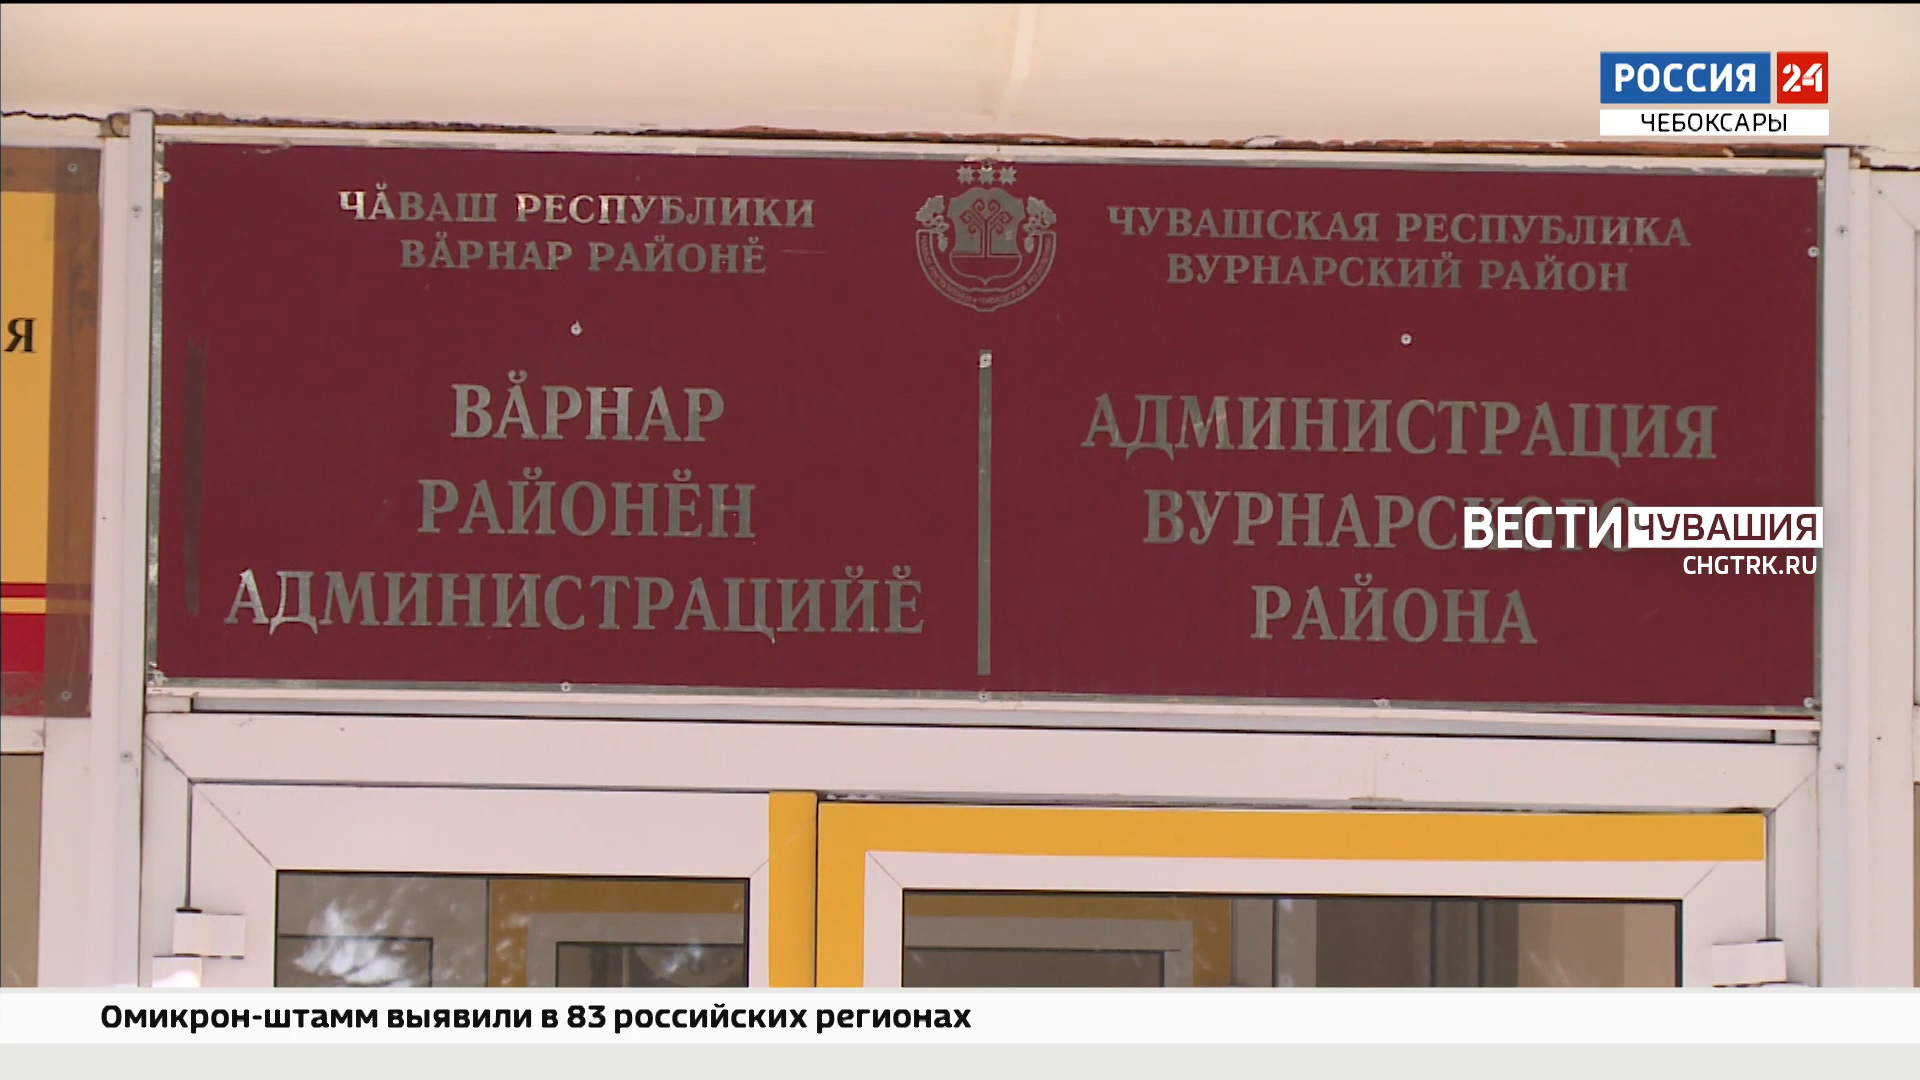 РОССИЯ 24
ЧЕБОКСАРЫ
Я
ЧӐВАШ РЕСПУБЛИКИ
ВӐРНАР РАЙОНӖ
ЧУВАШСКАЯ РЕСПУБЛИКА
ВУРНАРСКИЙ РАЙОН
ВӐРНАР
РАЙОНӖН
АДМИНИСТРАЦИЙӖ
АДМИНИСТРАЦИЯ
ВУРНАРСКОГО
РАЙОНА
ВЕСТИ ЧУВАШИЯ
CHGTRK.RU
Омикрон-штамм выявили в 83 российских регионах